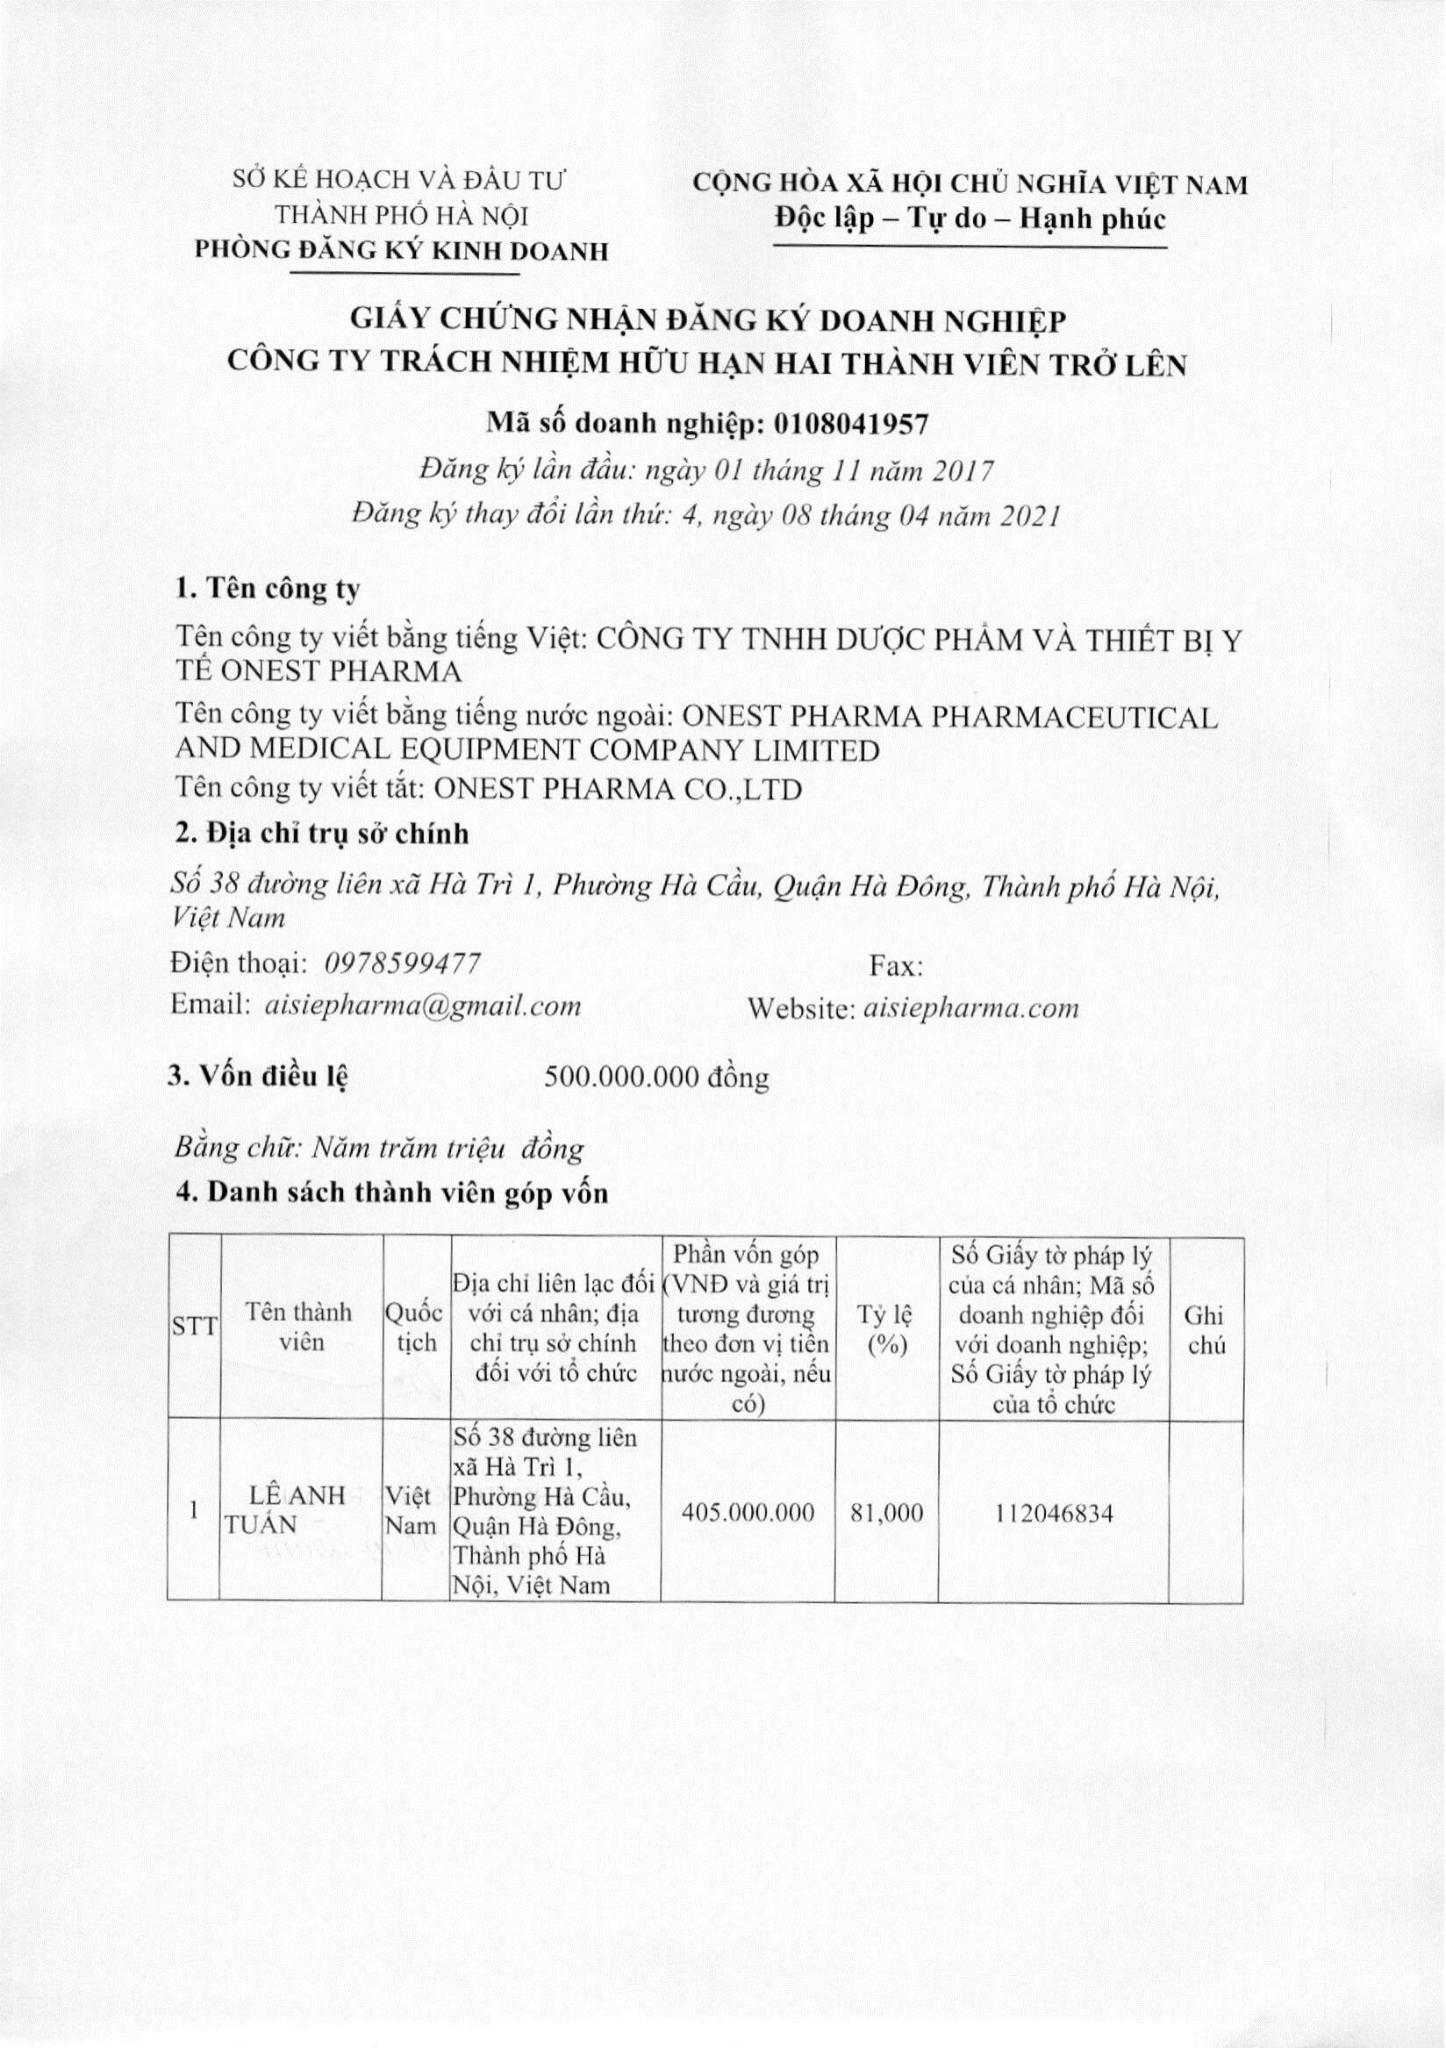 SỞ KẾ HOẠCH VÀ ĐẦU TƯ
THÀNH PHỐ HÀ NỘI
PHÒNG ĐĂNG KÝ KINH DOANH
CỘNG HÒA XÃ HỘI CHỦ NGHĨA VIỆT NAM
Độc lập – Tự do – Hạnh phúc
GIẤY CHỨNG NHẬN ĐĂNG KÝ DOANH NGHIỆP
CÔNG TY TRÁCH NHIỆM HỮU HẠN HAI THÀNH VIÊN TRỞ LÊN
Mã số doanh nghiệp: 0108041957
Đăng ký lần đầu: ngày 01 tháng 11 năm 2017
Đăng ký thay đổi lần thứ: 4, ngày 08 tháng 04 năm 2021
1. Tên công ty
Tên công ty viết bằng tiếng Việt: CÔNG TY TNHH DƯỢC PHẨM VÀ THIẾT BỊ Y
TẾ ONEST PHARMA
Tên công ty viết bằng tiếng nước ngoài: ONEST PHARMA PHARMACEUTICAL
AND MEDICAL EQUIPMENT COMPANY LIMITED
Tên công ty viết tắt: ONEST PHARMA CO.,LTD
2. Địa chỉ trụ sở chính
Số 38 đường liên xã Hà Trì 1, Phường Hà Cầu, Quận Hà Đông, Thành phố Hà Nội,
Việt Nam
Điện thoại: 0978599477 Fax:
Email: aisiepharma@gmail.com Website: aisiepharma.com
3. Vốn điều lệ 500.000.000 đồng
Bằng chữ: Năm trăm triệu đồng
4. Danh sách thành viên góp vốn
STT
Tên thành
viên
Quốc
tịch
Địa chỉ liên lạc đối
với cá nhân; địa
chỉ trụ sở chính
đối với tổ chức
Phần vốn góp
(VNĐ và giá trị
tương đương
theo đơn vị tiền
nước ngoài, nếu
có)
Tỷ lệ
(%)
Số Giấy tờ pháp lý
của cá nhân; Mã số
doanh nghiệp đối
với doanh nghiệp;
Số Giấy tờ pháp lý
của tổ chức
Ghi
chú
1
LÊ ANH
TUẤN
Việt
Nam
Số 38 đường liên
xã Hà Trì 1,
Phường Hà Cầu,
Quận Hà Đông,
Thành phố Hà
Nội, Việt Nam
405.000.000
81,000
112046834